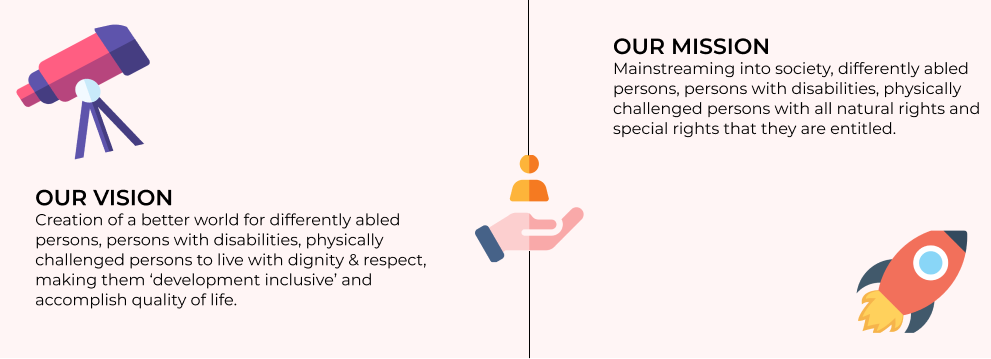 OUR VISION
Creation of a better world for differently abled
persons, persons with disabilities, physically
challenged persons to live with dignity & respect,
making them ‘development inclusive’ and
accomplish quality of life.
OUR MISSION
Mainstreaming into society, differently abled
persons, persons with disabilities, physically
challenged persons with all natural rights and
special rights that they are entitled.